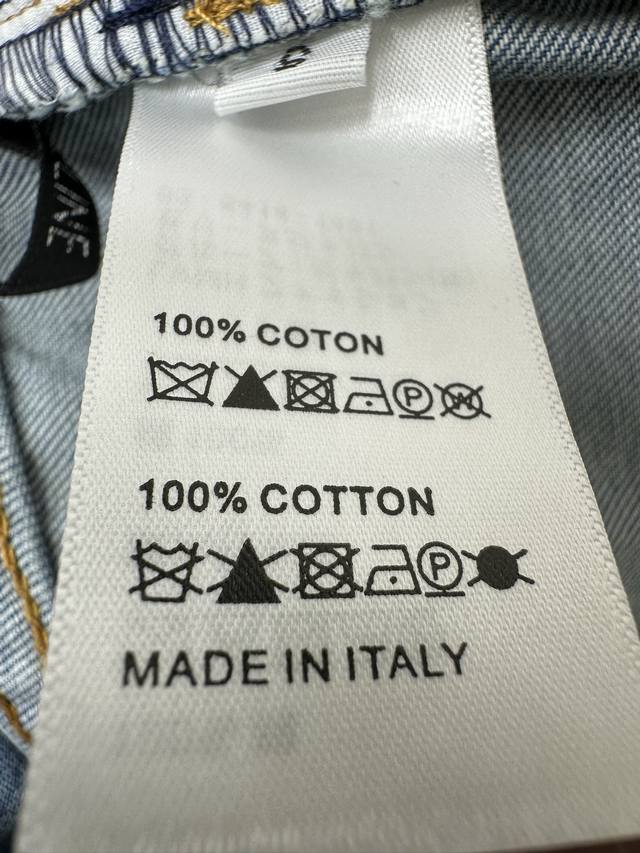 100% COTON
P W
100% COTTON
P
MADE IN ITALY